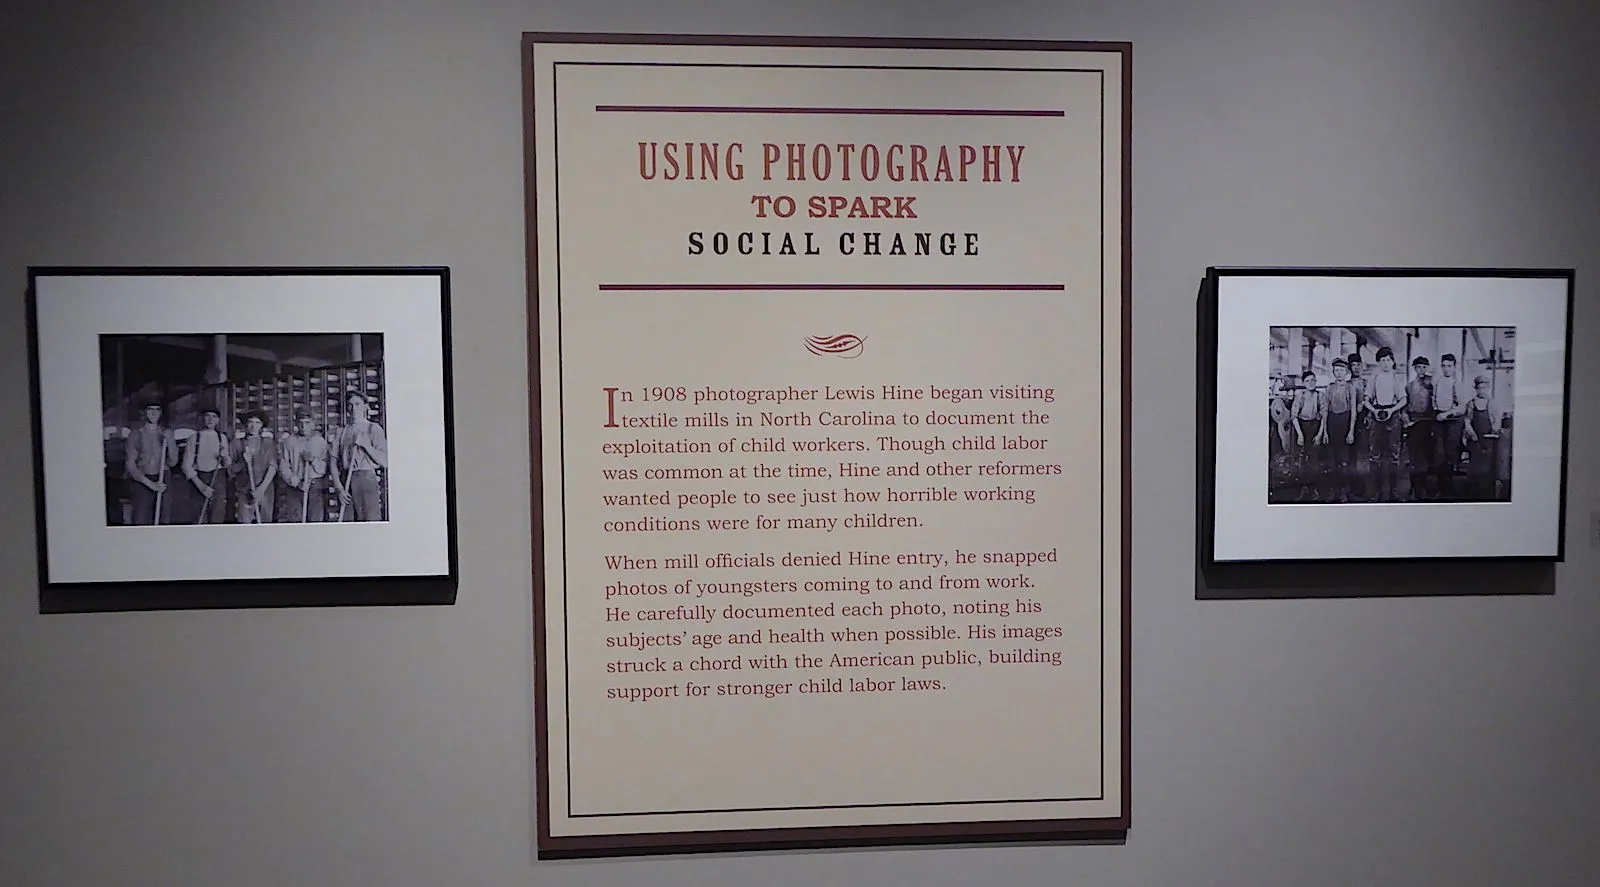 USING PHOTOGRAPHY
TO SPARK
SOCIAL CHANGE
In 1908 photographer Lewis Hine began visiting
textile mills in North Carolina to document the
exploitation of child workers. Though child labor
was common at the time, Hine and other reformers
wanted people to see just how horrible working
conditions were for many children.
When mill officials denied Hine entry, he snapped
photos of youngsters coming to and from work.
He carefully documented each photo, noting his
subjects’ age and health when possible. His images
struck a chord with the American public, building
support for stronger child labor laws.